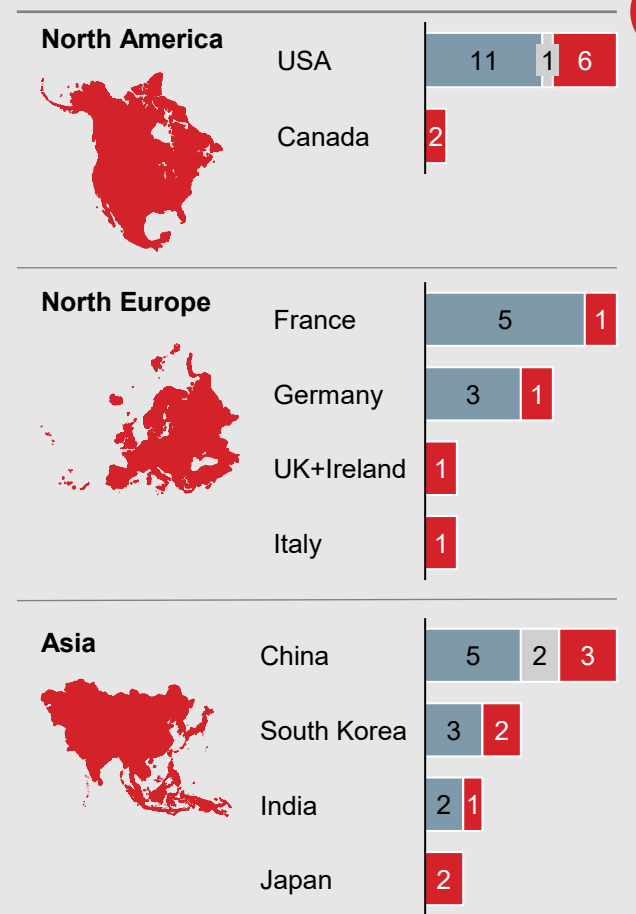 North America
USA 11 1 6
Canada 2
North Europe
France 5 1
Germany 3 1
UK+Ireland 1
Italy 1
Asia
China 5 2 3
South Korea 3 2
India 2 1
Japan 2